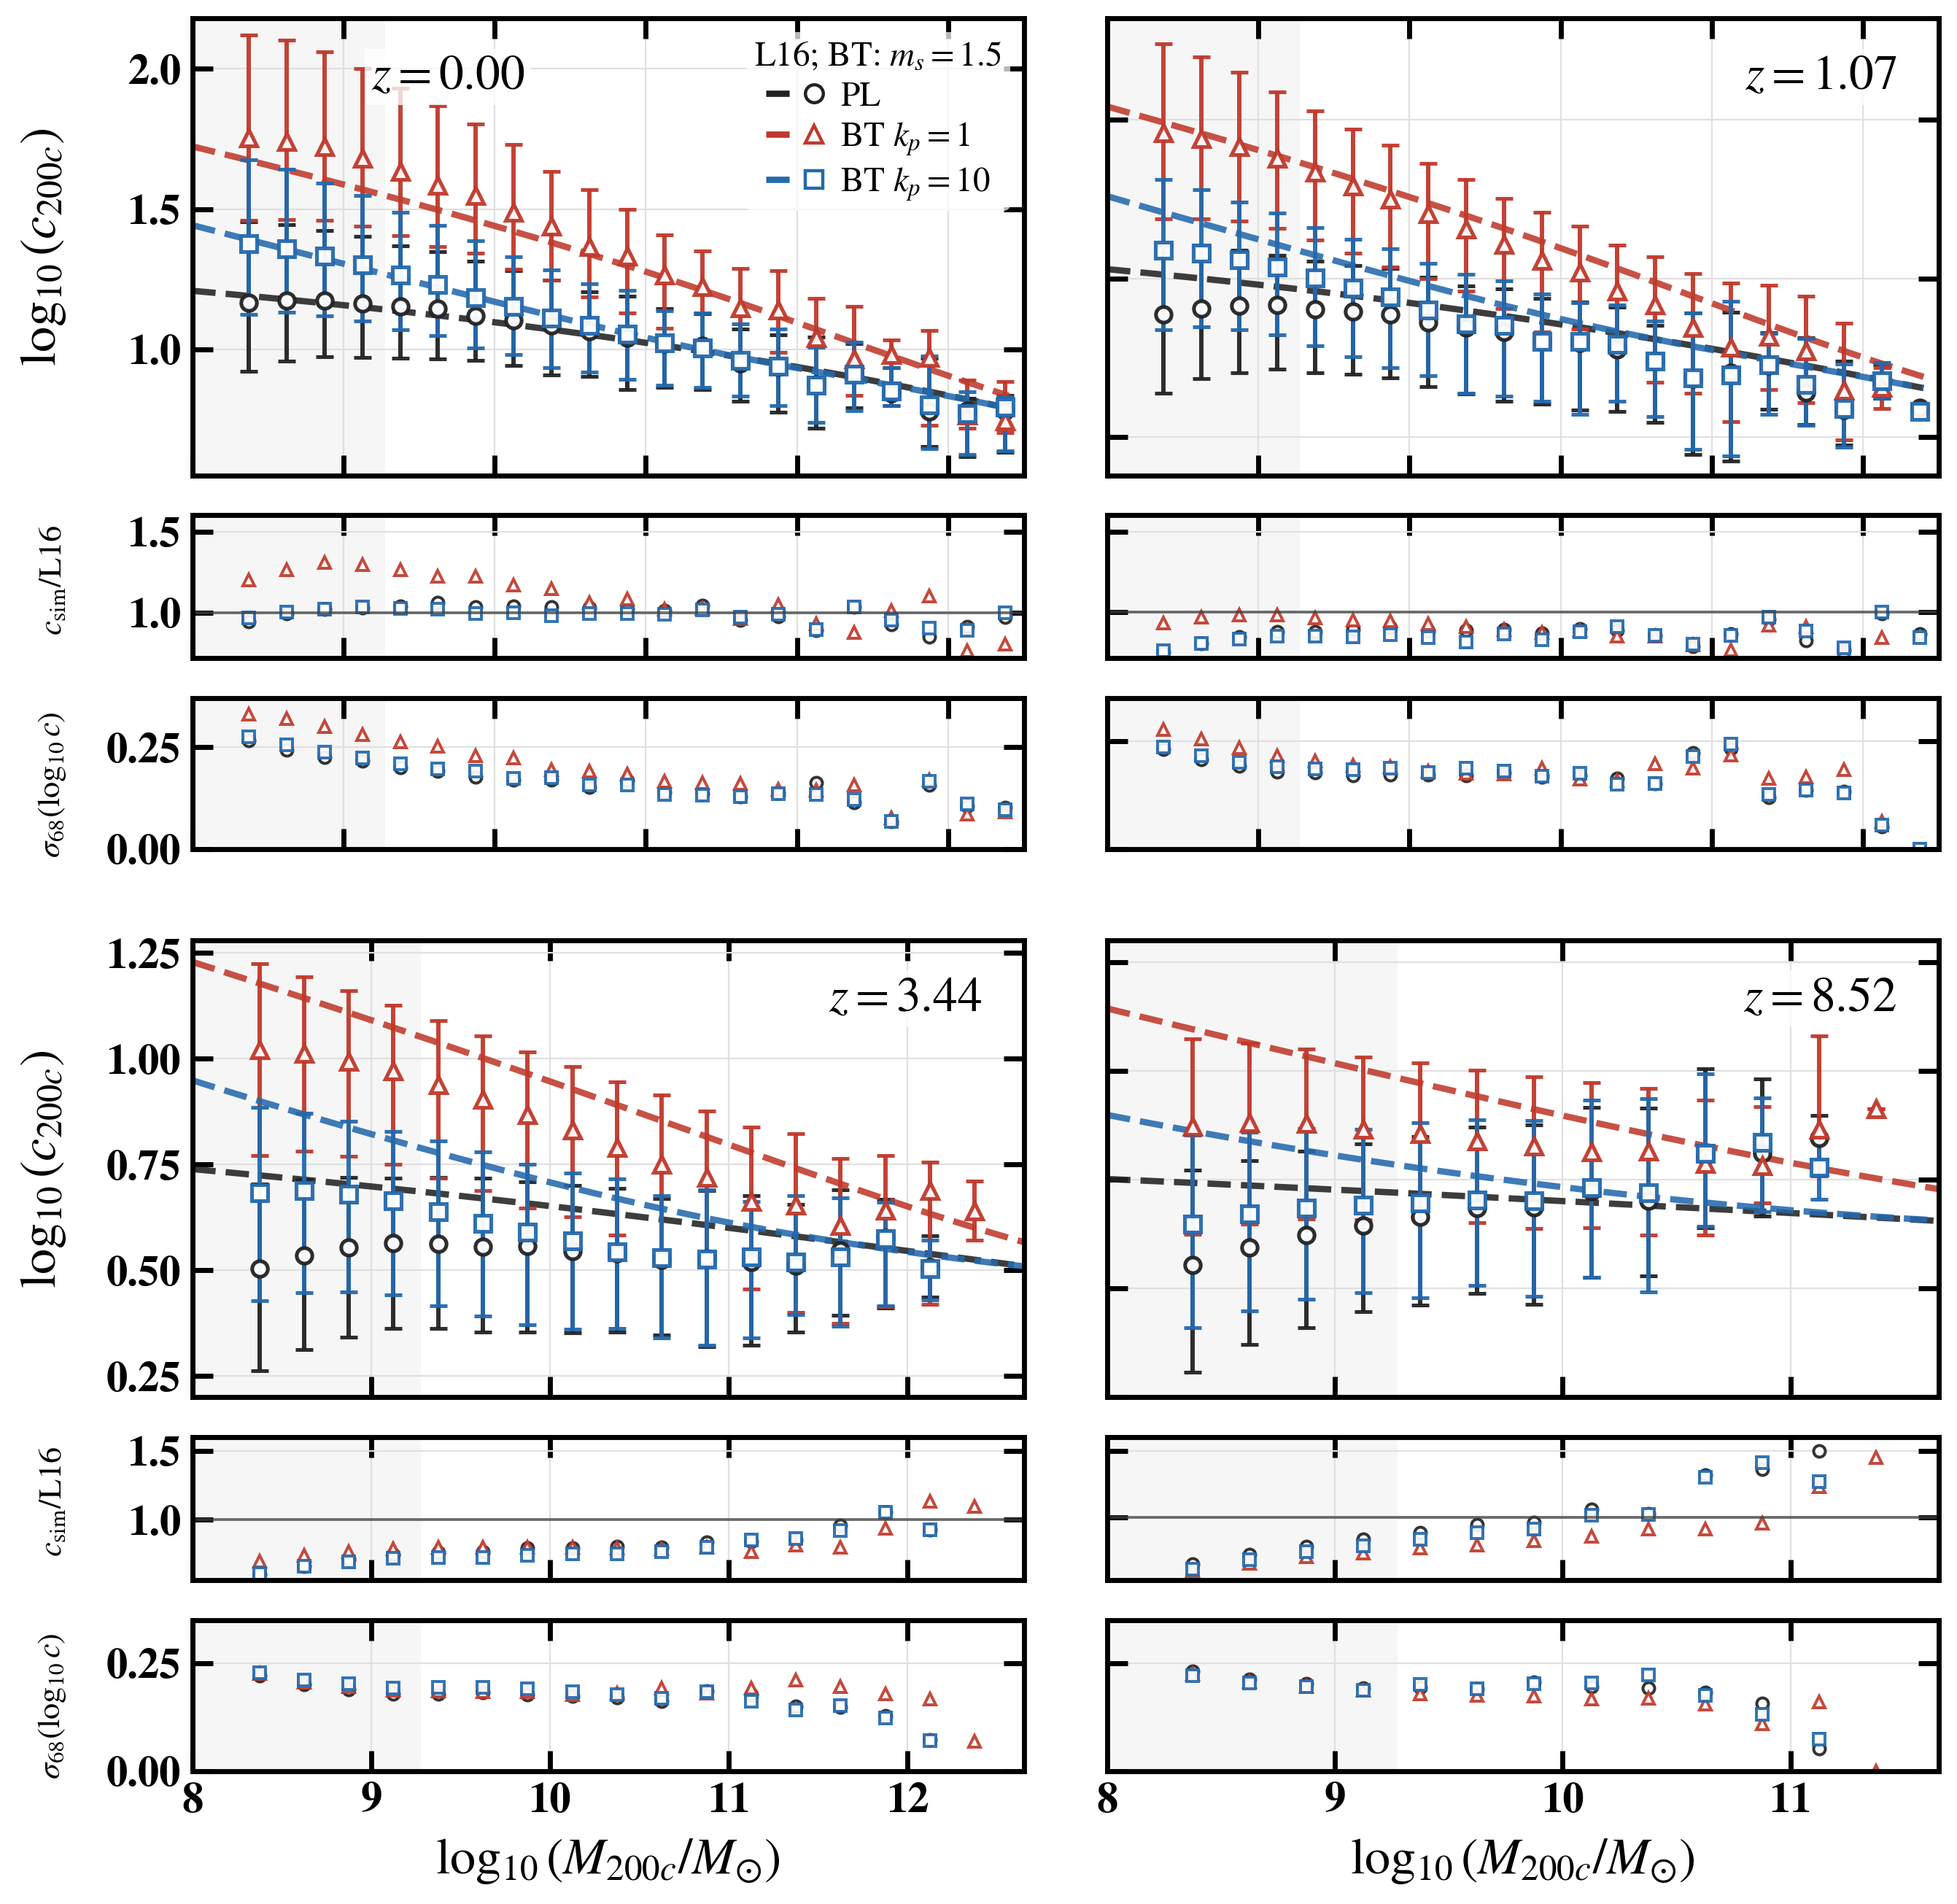 log₁₀ (c₂₀₀c)
2.0
1.5
1.0
z = 0.00
L16; BT: mₛ = 1.5
PL
BT kₚ = 1
BT kₚ = 10
z = 1.07
c_sim/L16
1.5
1.0
σ₆₈(log₁₀ c)
0.25
0.00
log₁₀ (c₂₀₀c)
1.25
1.00
0.75
0.50
0.25
z = 3.44
z = 8.52
c_sim/L16
1.5
1.0
σ₆₈(log₁₀ c)
0.25
0.00
8 9 10 11 12
8 9 10 11
log₁₀ (M₂₀₀c/M⊙)
log₁₀ (M₂₀₀c/M⊙)